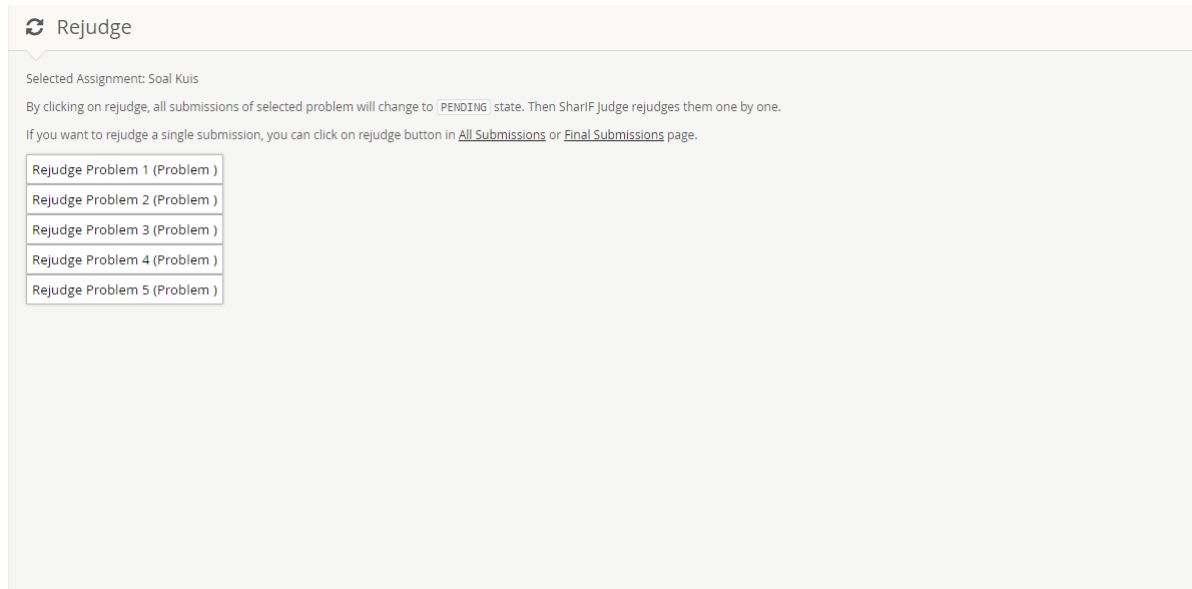 Rejudge
Selected Assignment: Soal Kuis
By clicking on rejudge, all submissions of selected problem will change to PENDING state. Then SharIF Judge rejudges them one by one.
If you want to rejudge a single submission, you can click on rejudge button in All Submissions or Final Submissions page.
Rejudge Problem 1 (Problem )
Rejudge Problem 2 (Problem )
Rejudge Problem 3 (Problem )
Rejudge Problem 4 (Problem )
Rejudge Problem 5 (Problem )